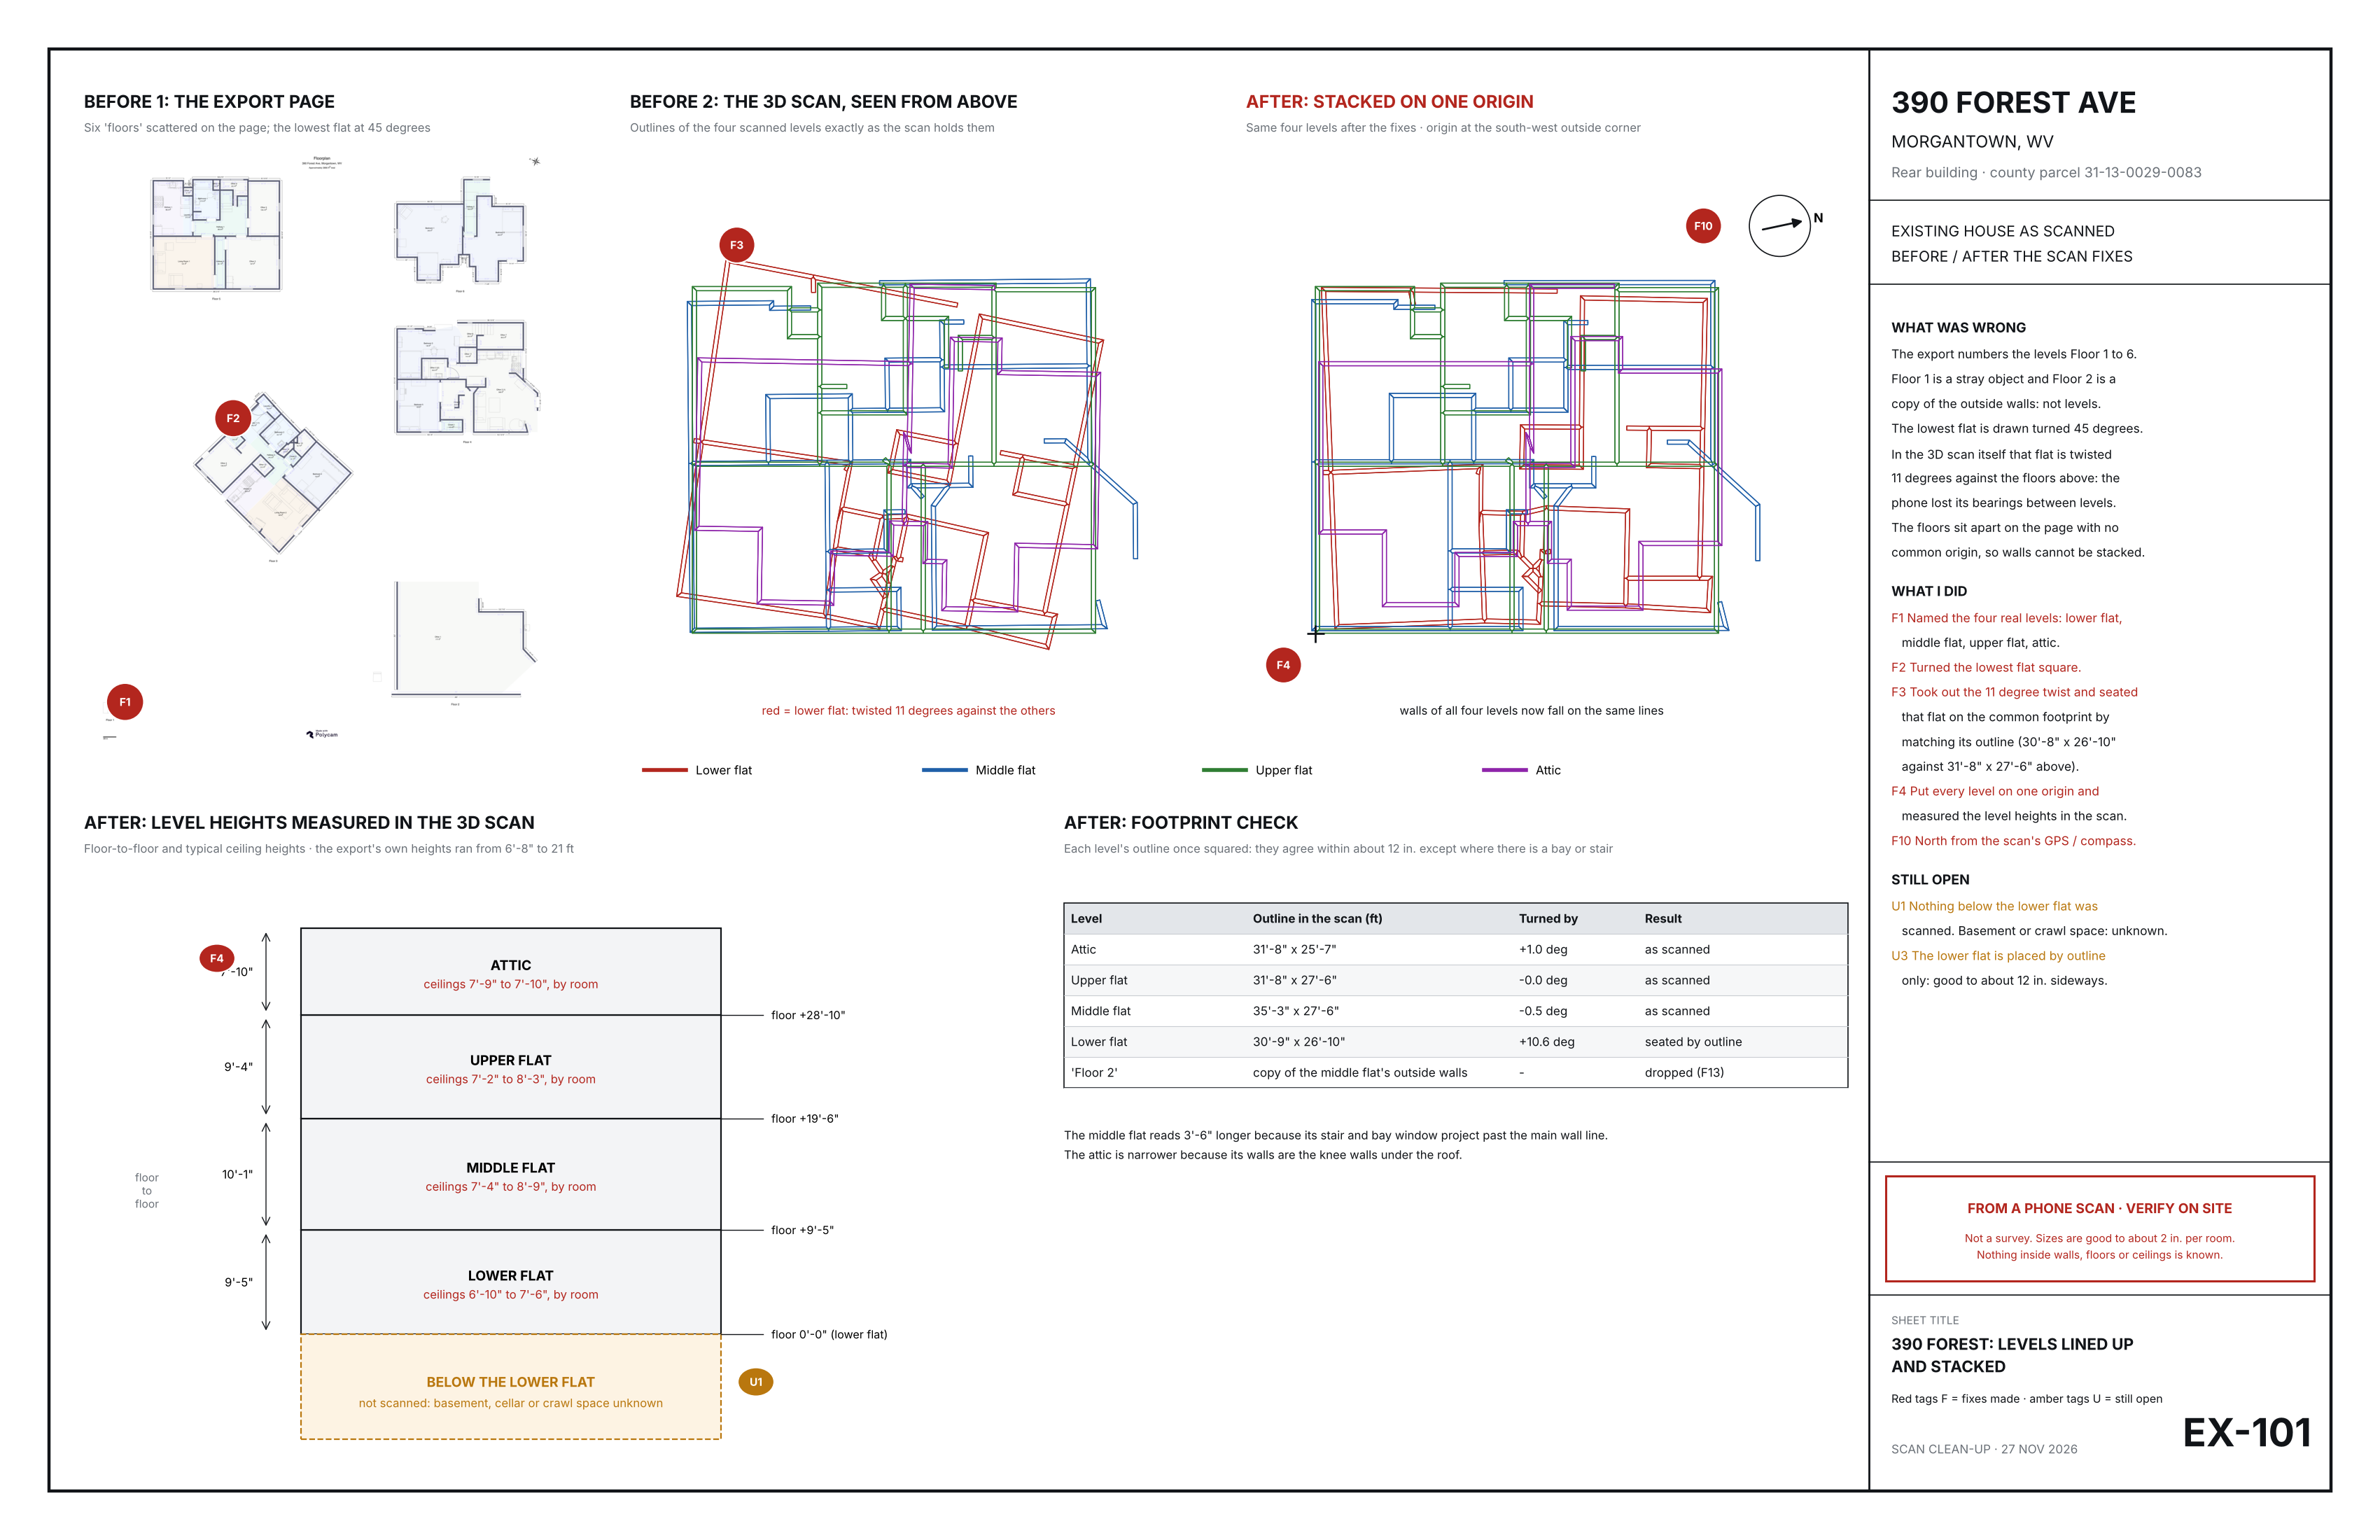 BEFORE 1: THE EXPORT PAGE
Six 'floors' scattered on the page; the lowest flat at 45 degrees
Floorplan
F2
F1
Polycam
BEFORE 2: THE 3D SCAN, SEEN FROM ABOVE
Outlines of the four scanned levels exactly as the scan holds them
F3
red = lower flat: twisted 11 degrees against the others
AFTER: STACKED ON ONE ORIGIN
Same four levels after the fixes · origin at the south-west outside corner
F10
N
F4
walls of all four levels now fall on the same lines
Lower flat
Middle flat
Upper flat
Attic
AFTER: LEVEL HEIGHTS MEASURED IN THE 3D SCAN
Floor-to-floor and typical ceiling heights · the export's own heights ran from 6'-8" to 21 ft
F4
-10"
9'-4"
10'-1"
9'-5"
floor
to
floor
ATTIC
ceilings 7'-9" to 7'-10", by room
UPPER FLAT
ceilings 7'-2" to 8'-3", by room
MIDDLE FLAT
ceilings 7'-4" to 8'-9", by room
LOWER FLAT
ceilings 6'-10" to 7'-6", by room
BELOW THE LOWER FLAT
not scanned: basement, cellar or crawl space unknown
floor +28'-10"
floor +19'-6"
floor +9'-5"
floor 0'-0" (lower flat)
U1
AFTER: FOOTPRINT CHECK
Each level's outline once squared: they agree within about 12 in. except where there is a bay or stair
Level Outline in the scan (ft) Turned by Result
Attic 31'-8" x 25'-7" +1.0 deg as scanned
Upper flat 31'-8" x 27'-6" -0.0 deg as scanned
Middle flat 35'-3" x 27'-6" -0.5 deg as scanned
Lower flat 30'-9" x 26'-10" +10.6 deg seated by outline
'Floor 2' copy of the middle flat's outside walls - dropped (F13)
The middle flat reads 3'-6" longer because its stair and bay window project past the main wall line.
The attic is narrower because its walls are the knee walls under the roof.
390 FOREST AVE
MORGANTOWN, WV
Rear building · county parcel 31-13-0029-0083
EXISTING HOUSE AS SCANNED
BEFORE / AFTER THE SCAN FIXES
WHAT WAS WRONG
The export numbers the levels Floor 1 to 6.
Floor 1 is a stray object and Floor 2 is a
copy of the outside walls: not levels.
The lowest flat is drawn turned 45 degrees.
In the 3D scan itself that flat is twisted
11 degrees against the floors above: the
phone lost its bearings between levels.
The floors sit apart on the page with no
common origin, so walls cannot be stacked.
WHAT I DID
F1 Named the four real levels: lower flat,
middle flat, upper flat, attic.
F2 Turned the lowest flat square.
F3 Took out the 11 degree twist and seated
that flat on the common footprint by
matching its outline (30'-8" x 26'-10"
against 31'-8" x 27'-6" above).
F4 Put every level on one origin and
measured the level heights in the scan.
F10 North from the scan's GPS / compass.
STILL OPEN
U1 Nothing below the lower flat was
scanned. Basement or crawl space: unknown.
U3 The lower flat is placed by outline
only: good to about 12 in. sideways.
FROM A PHONE SCAN · VERIFY ON SITE
Not a survey. Sizes are good to about 2 in. per room.
Nothing inside walls, floors or ceilings is known.
SHEET TITLE
390 FOREST: LEVELS LINED UP
AND STACKED
Red tags F = fixes made · amber tags U = still open
SCAN CLEAN-UP · 27 NOV 2026
EX-101